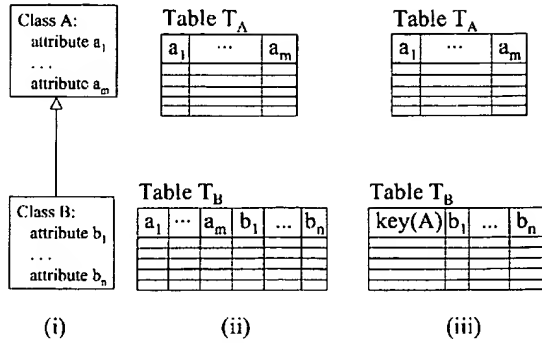 Class A:
attribute a1
...
attribute am
Table TA
a1 ... am
Table TA
a1 ... am
Class B:
attribute b1
...
attribute bn
Table TB
a1 ... am b1 ... bn
Table TB
key(A) b1 ... bn
(i) (ii) (iii)